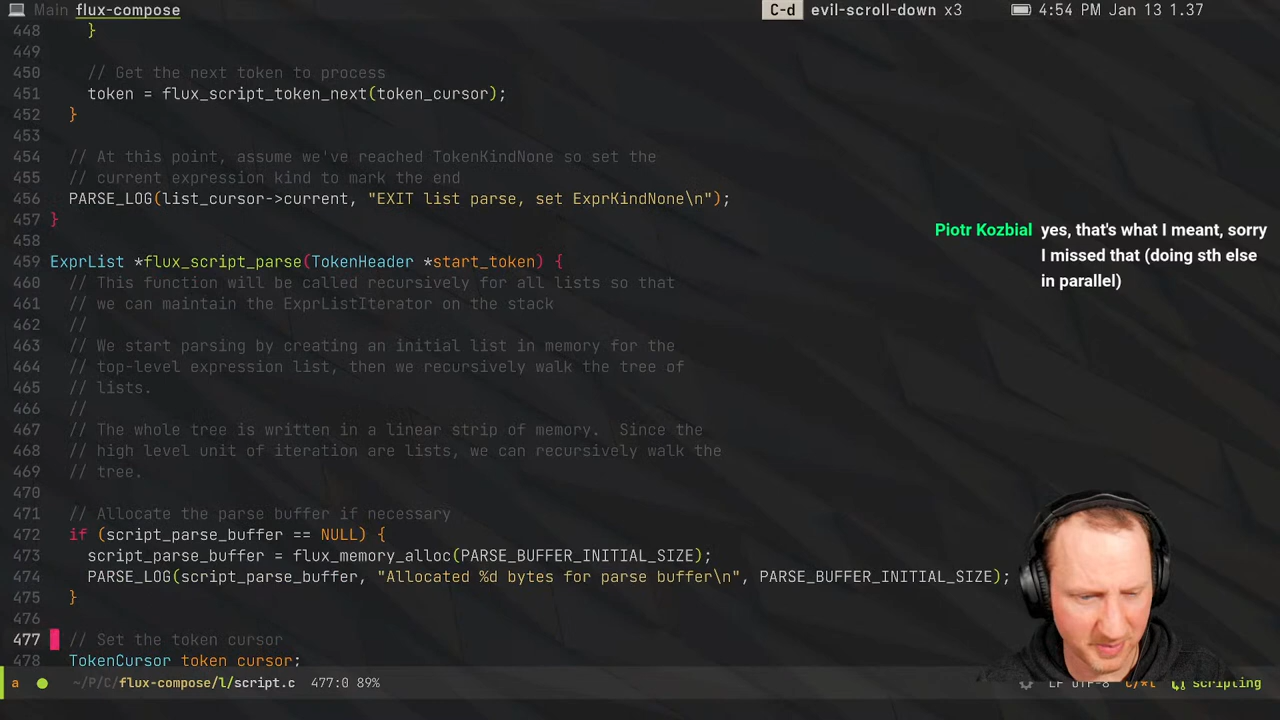 Main flux-compose C-d evil-scroll-down x3 4:54 PM Jan 13 1.37
448 }
449
450 // Get the next token to process
451 token = flux_script_token_next(token_cursor);
452 }
453
454 // At this point, assume we've reached TokenKindNone so set the
455 // current expression kind to mark the end
456 PARSE_LOG(list_cursor->current, "EXIT list parse, set ExprKindNone\n");
457 }
458
459 ExprList *flux_script_parse(TokenHeader *start_token) {
460 // This function will be called recursively for all lists so that
461 // we can maintain the ExprListIterator on the stack
462 //
463 // We start parsing by creating an initial list in memory for the
464 // top-level expression list, then we recursively walk the tree of
465 // lists.
466 //
467 // The whole tree is written in a linear strip of memory.  Since the
468 // high level unit of iteration are lists, we can recursively walk the
469 // tree.
470
471 // Allocate the parse buffer if necessary
472 if (script_parse_buffer == NULL) {
473 script_parse_buffer = flux_memory_alloc(PARSE_BUFFER_INITIAL_SIZE);
474 PARSE_LOG(script_parse_buffer, "Allocated %d bytes for parse buffer\n", PARSE_BUFFER_INITIAL_SIZE);
475 }
476
477 // Set the token cursor
478 TokenCursor token_cursor;
Piotr Kozbial yes, that's what I meant, sorry
I missed that (doing sth else
in parallel)
a ~/P/C/flux-compose/l/script.c 477:0 89% LF UTF-8 C/*l scripting